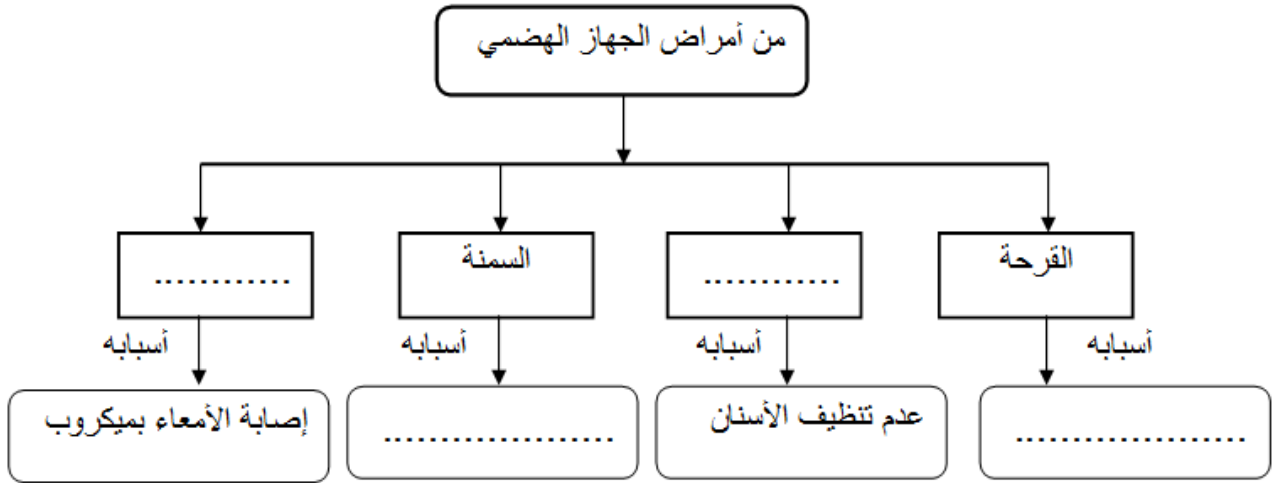 من أمراض الجهاز الهضمي
القرحة
............
السمنة
............
أسبابه
أسبابه
أسبابه
أسبابه
....................
عدم تنظيف الأسنان
....................
إصابة الأمعاء بميكروب